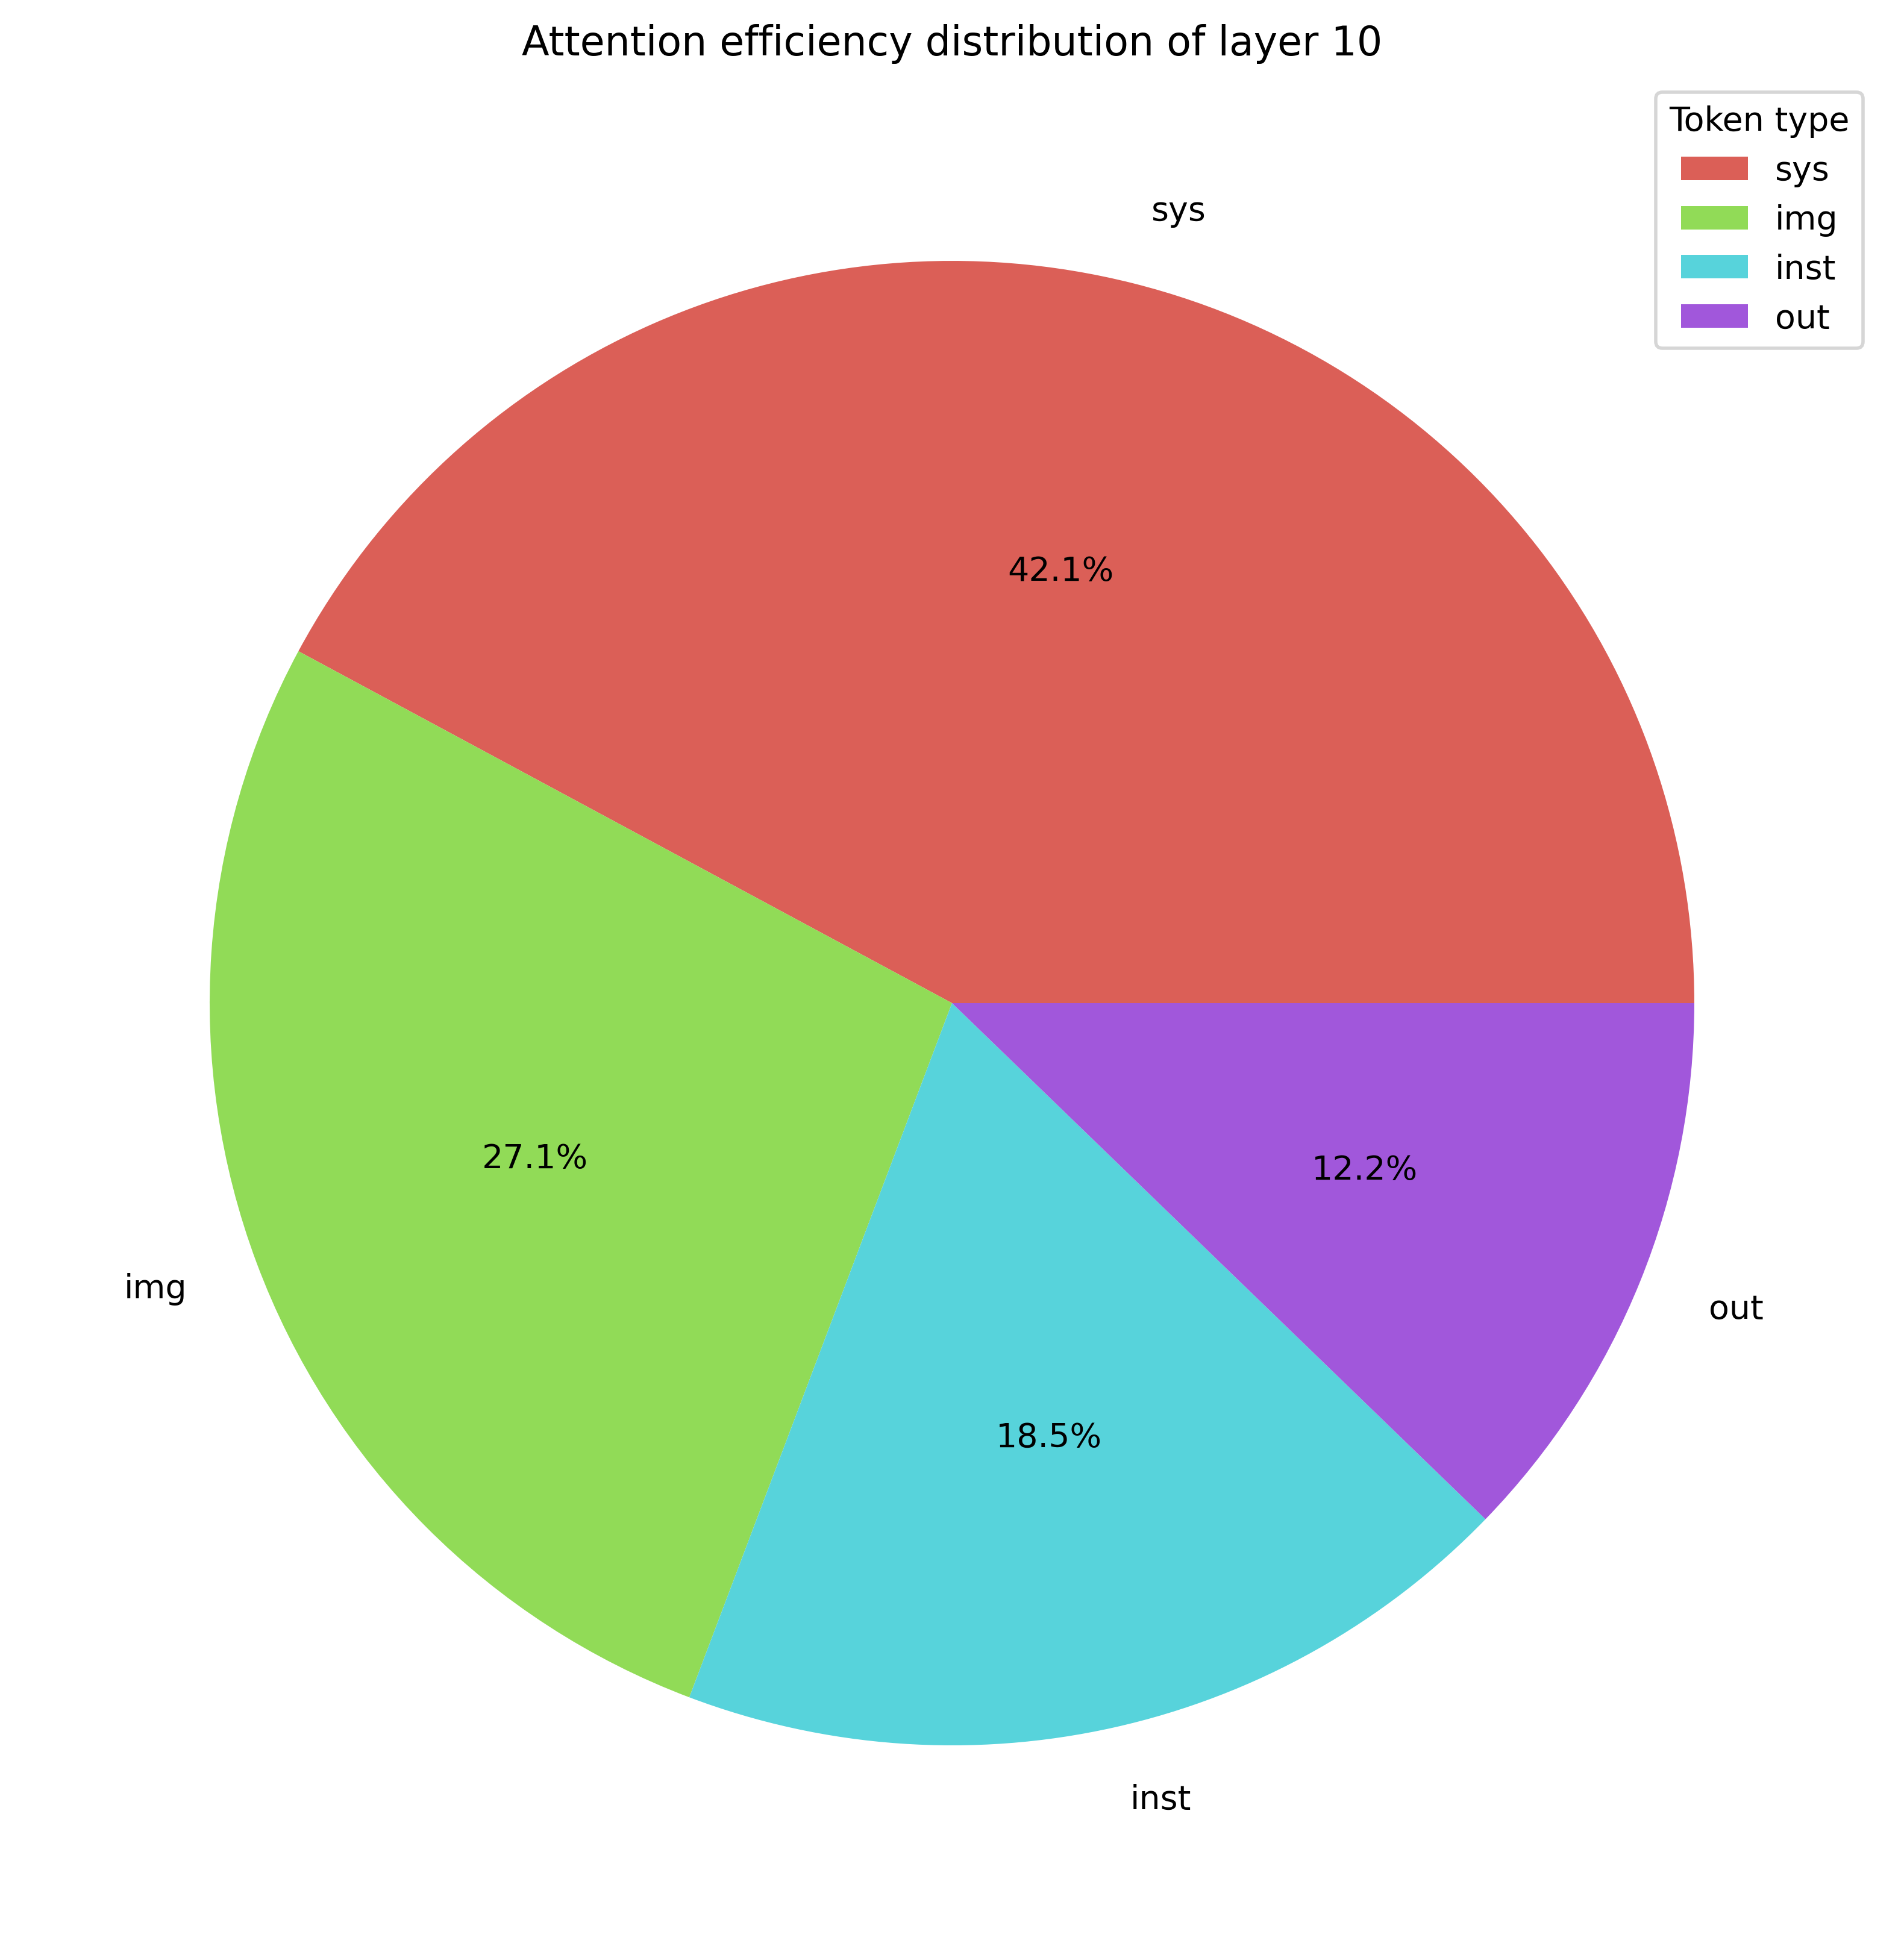 Attention efficiency distribution of layer 10
Token type
sys
img
inst
out
sys
42.1%
27.1%
12.2%
img
out
18.5%
inst